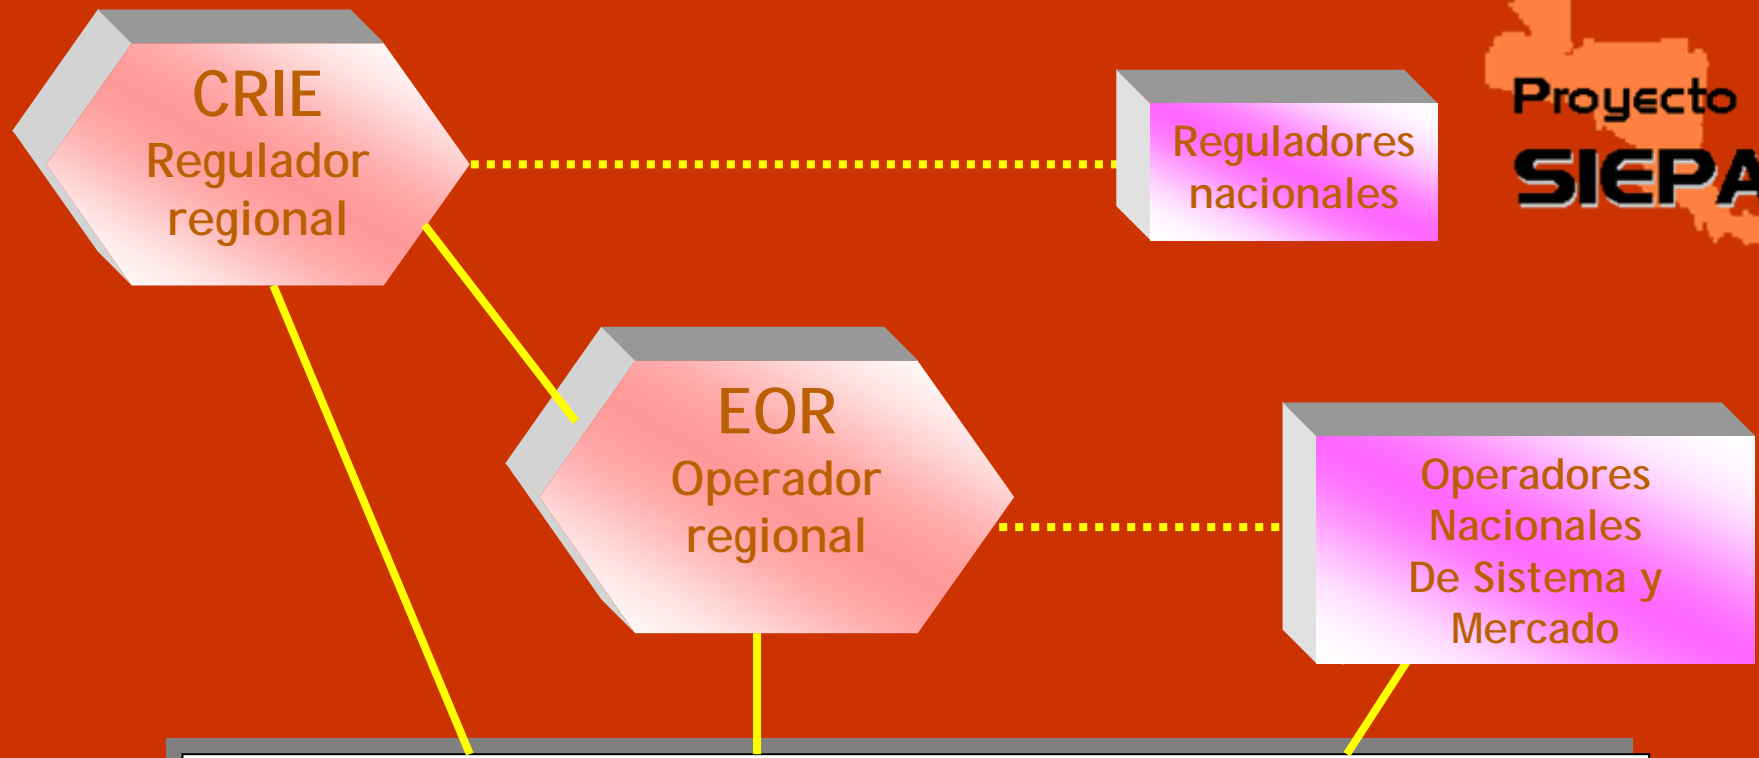 CRIE
Regulador
regional
Reguladores
nacionales
Proyecto
SIEPA
EOR
Operador
regional
Operadores
Nacionales
De Sistema y
Mercado